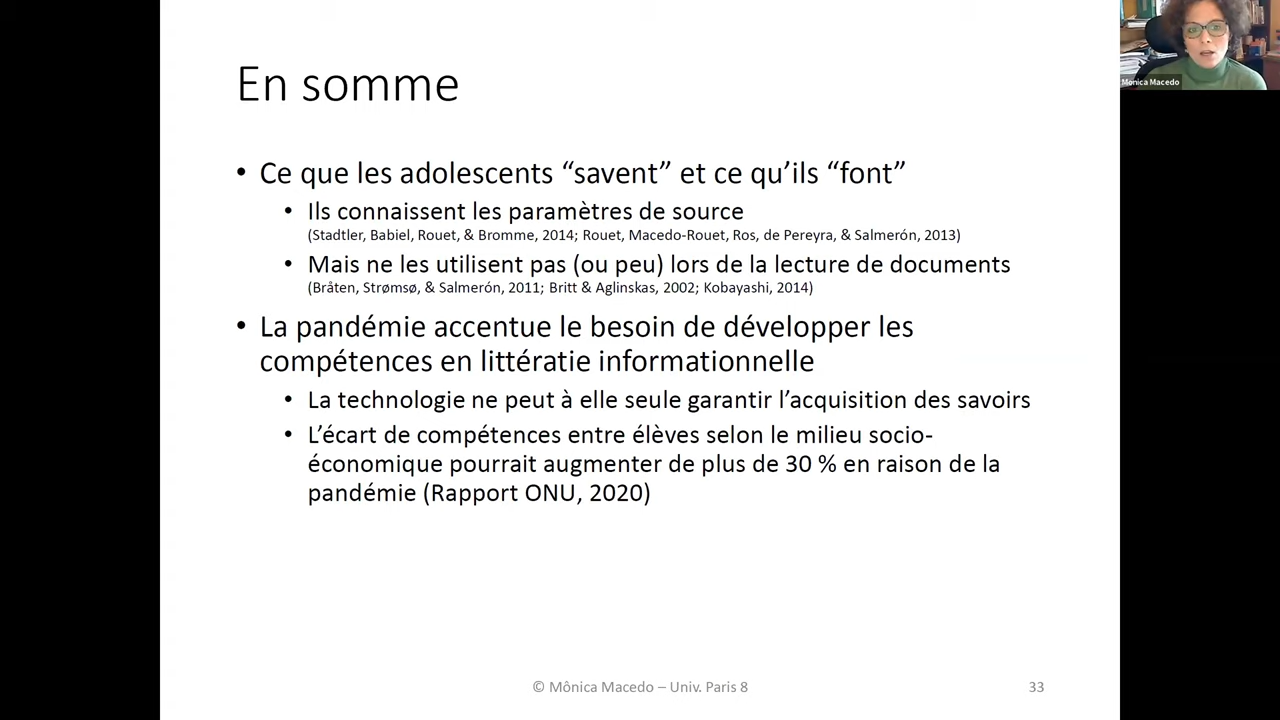 En somme
• Ce que les adolescents “savent” et ce qu’ils “font”
• Ils connaissent les paramètres de source
(Stadtler, Babiel, Rouet, & Bromme, 2014; Rouet, Macedo-Rouet, Ros, de Pereyra, & Salmerón, 2013)
• Mais ne les utilisent pas (ou peu) lors de la lecture de documents
(Bråten, Strømsø, & Salmerón, 2011; Britt & Aglinskas, 2002; Kobayashi, 2014)
• La pandémie accentue le besoin de développer les
compétences en littératie informationnelle
• La technologie ne peut à elle seule garantir l’acquisition des savoirs
• L’écart de compétences entre élèves selon le milieu socio-
économique pourrait augmenter de plus de 30 % en raison de la
pandémie (Rapport ONU, 2020)
© Mônica Macedo – Univ. Paris 8
33
Monica Macedo